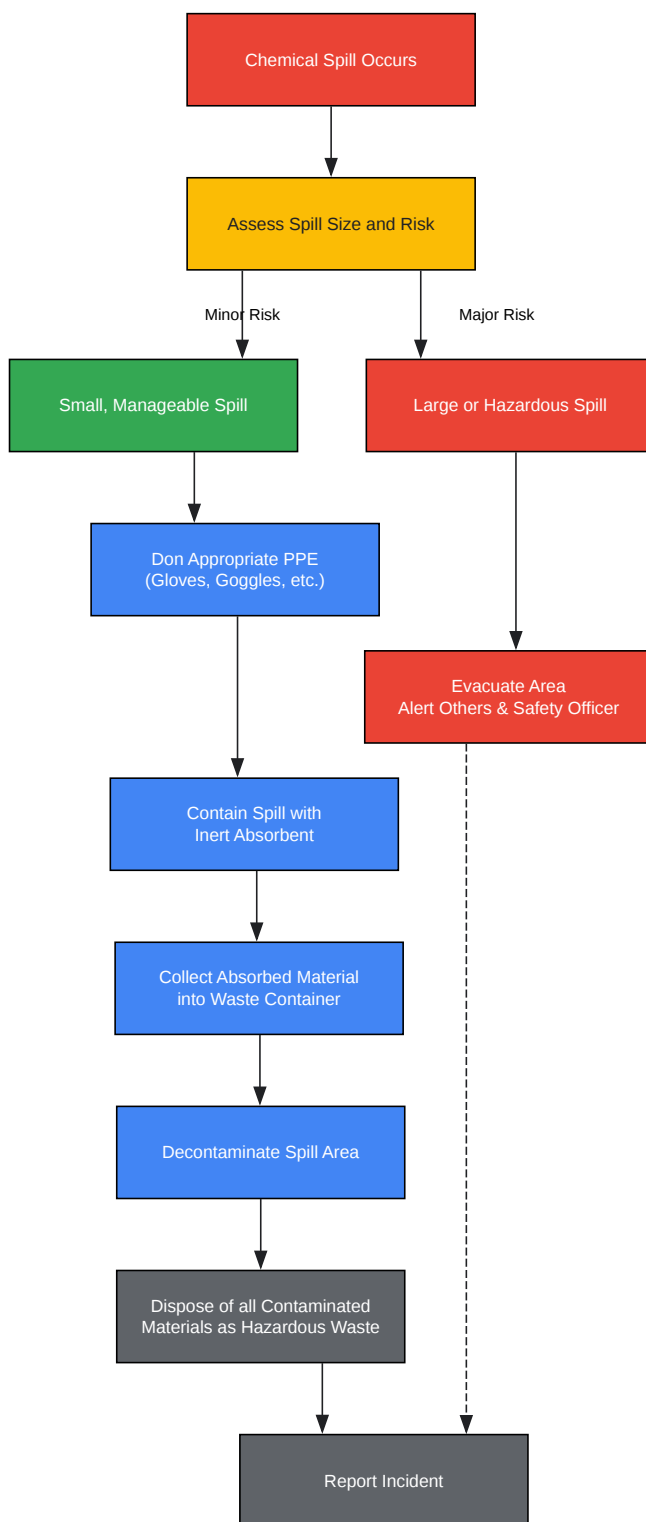 Chemical Spill Occurs
Assess Spill Size and Risk
Minor Risk
Major Risk
Small, Manageable Spill
Large or Hazardous Spill
Don Appropriate PPE
(Gloves, Goggles, etc.)
Evacuate Area
Alert Others & Safety Officer
Contain Spill with
Inert Absorbent
Collect Absorbed Material
into Waste Container
Decontaminate Spill Area
Dispose of all Contaminated
Materials as Hazardous Waste
Report Incident